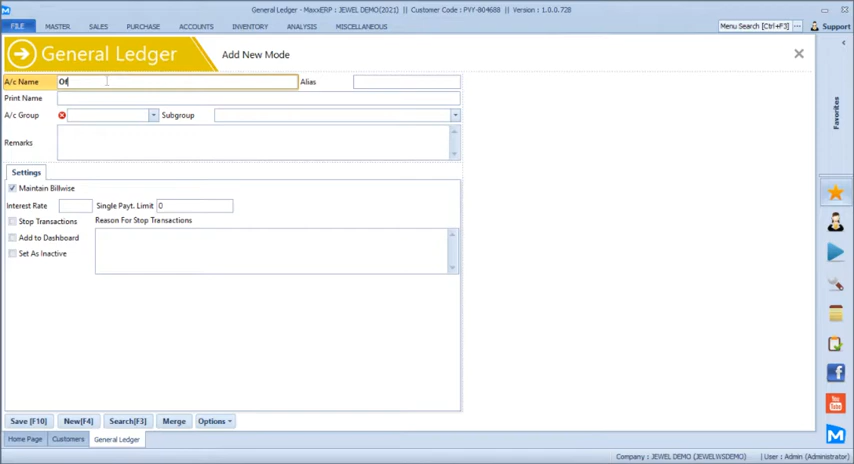 General Ledger - MaxxERP : JEWEL DEMO(2021) || Customer Code : PYY-804688 || Version : 1.0.0.728
FILE MASTER SALES PURCHASE ACCOUNTS INVENTORY ANALYSIS MISCELLANEOUS Menu Search [Ctrl+F3] ... Support
General Ledger Add New Mode
A/c Name Of Alias
Print Name
A/c Group Subgroup
Remarks
Settings
Maintain Billwise
Interest Rate Single Payt. Limit 0
Stop Transactions Reason For Stop Transactions
Add to Dashboard
Set As Inactive
Favorites
You
Tube
Save [F10] New[F4] Search[F3] Merge Options
Home Page Customers General Ledger
Company : JEWEL DEMO (JEWELWSDEMO) User : Admin (Administrator)